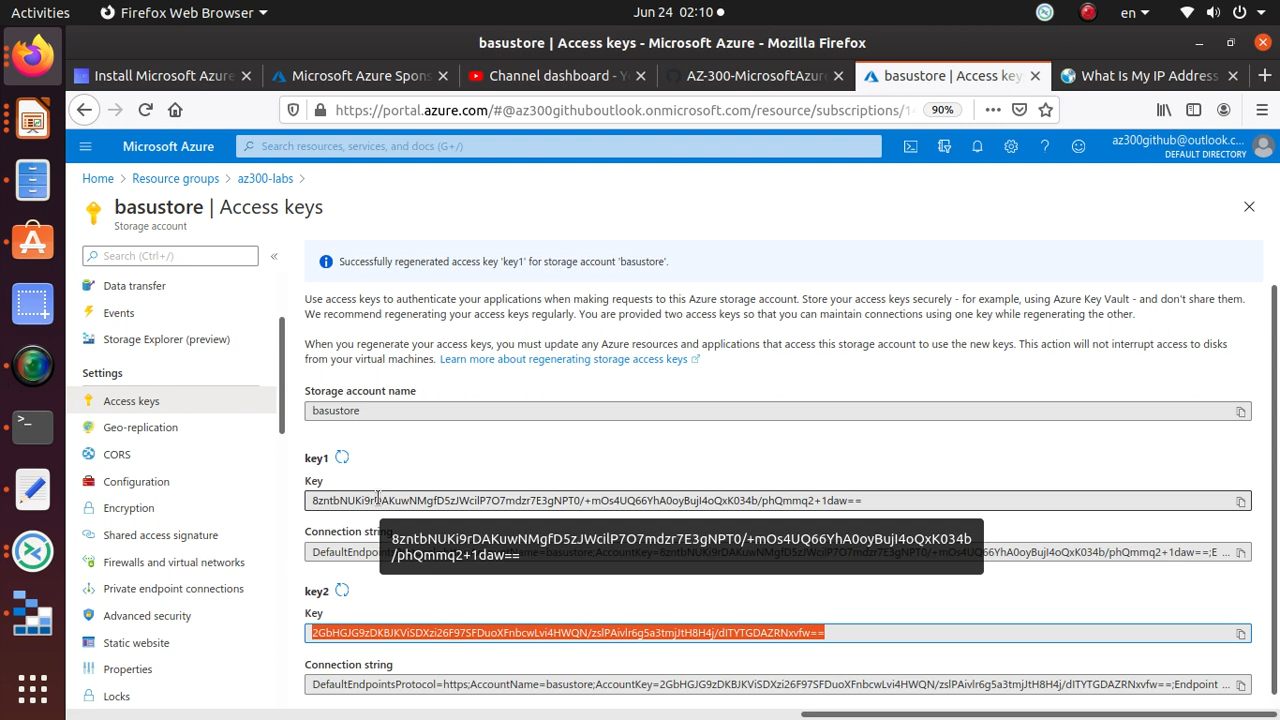 Activities
Firefox Web Browser
Jun 24 02:10
en
basustore | Access keys - Microsoft Azure - Mozilla Firefox
Install Microsoft Azure
Microsoft Azure Spons
Channel dashboard - Y
AZ-300-MicrosoftAzure
basustore | Access key
What Is My IP Address
https://portal.azure.com/#@az300githuboutlook.onmicrosoft.com/resource/subscriptions/1
90%
Microsoft Azure
Search resources, services, and docs (G+/)
az300github@outlook.c...
DEFAULT DIRECTORY
Home > Resource groups > az300-labs >
basustore | Access keys
Storage account
Search (Ctrl+/)
«
Data transfer
Events
Storage Explorer (preview)
Settings
Access keys
Geo-replication
CORS
Configuration
Encryption
Shared access signature
Firewalls and virtual networks
Private endpoint connections
Advanced security
Static website
Properties
Locks
Successfully regenerated access key 'key1' for storage account 'basustore'.
Use access keys to authenticate your applications when making requests to this Azure storage account. Store your access keys securely - for example, using Azure Key Vault - and don't share them.
We recommend regenerating your access keys regularly. You are provided two access keys so that you can maintain connections using one key while regenerating the other.
When you regenerate your access keys, you must update any Azure resources and applications that access this storage account to use the new keys. This action will not interrupt access to disks
from your virtual machines. Learn more about regenerating storage access keys
Storage account name
basustore
key1
Key
8zntbNUKi9rDAKuwNMgfD5zJWcilP7O7mdzr7E3gNPT0/+mOs4UQ66YhA0oyBujI4oQxK034b/phQmmq2+1daw==
8zntbNUKi9rDAKuwNMgfD5zJWcilP7O7mdzr7E3gNPT0/+mOs4UQ66YhA0oyBujI4oQxK034b
/phQmmq2+1daw==
Connection string
key2
Key
2GbHGJG9zDKBJKViSDXzi26F97SFDuoXFnbcwLvi4HWQN/zslPAivlr6g5a3tmjJtH8H4j/dITYTGDAZRNxvfw==
Connection string
DefaultEndpointsProtocol=https;AccountName=basustore;AccountKey=2GbHGJG9zDKBJKViSDXzi26F97SFDuoXFnbcwLvi4HWQN/zslPAivlr6g5a3tmjJtH8H4j/dITYTGDAZRNxvfw==;Endpoint ...